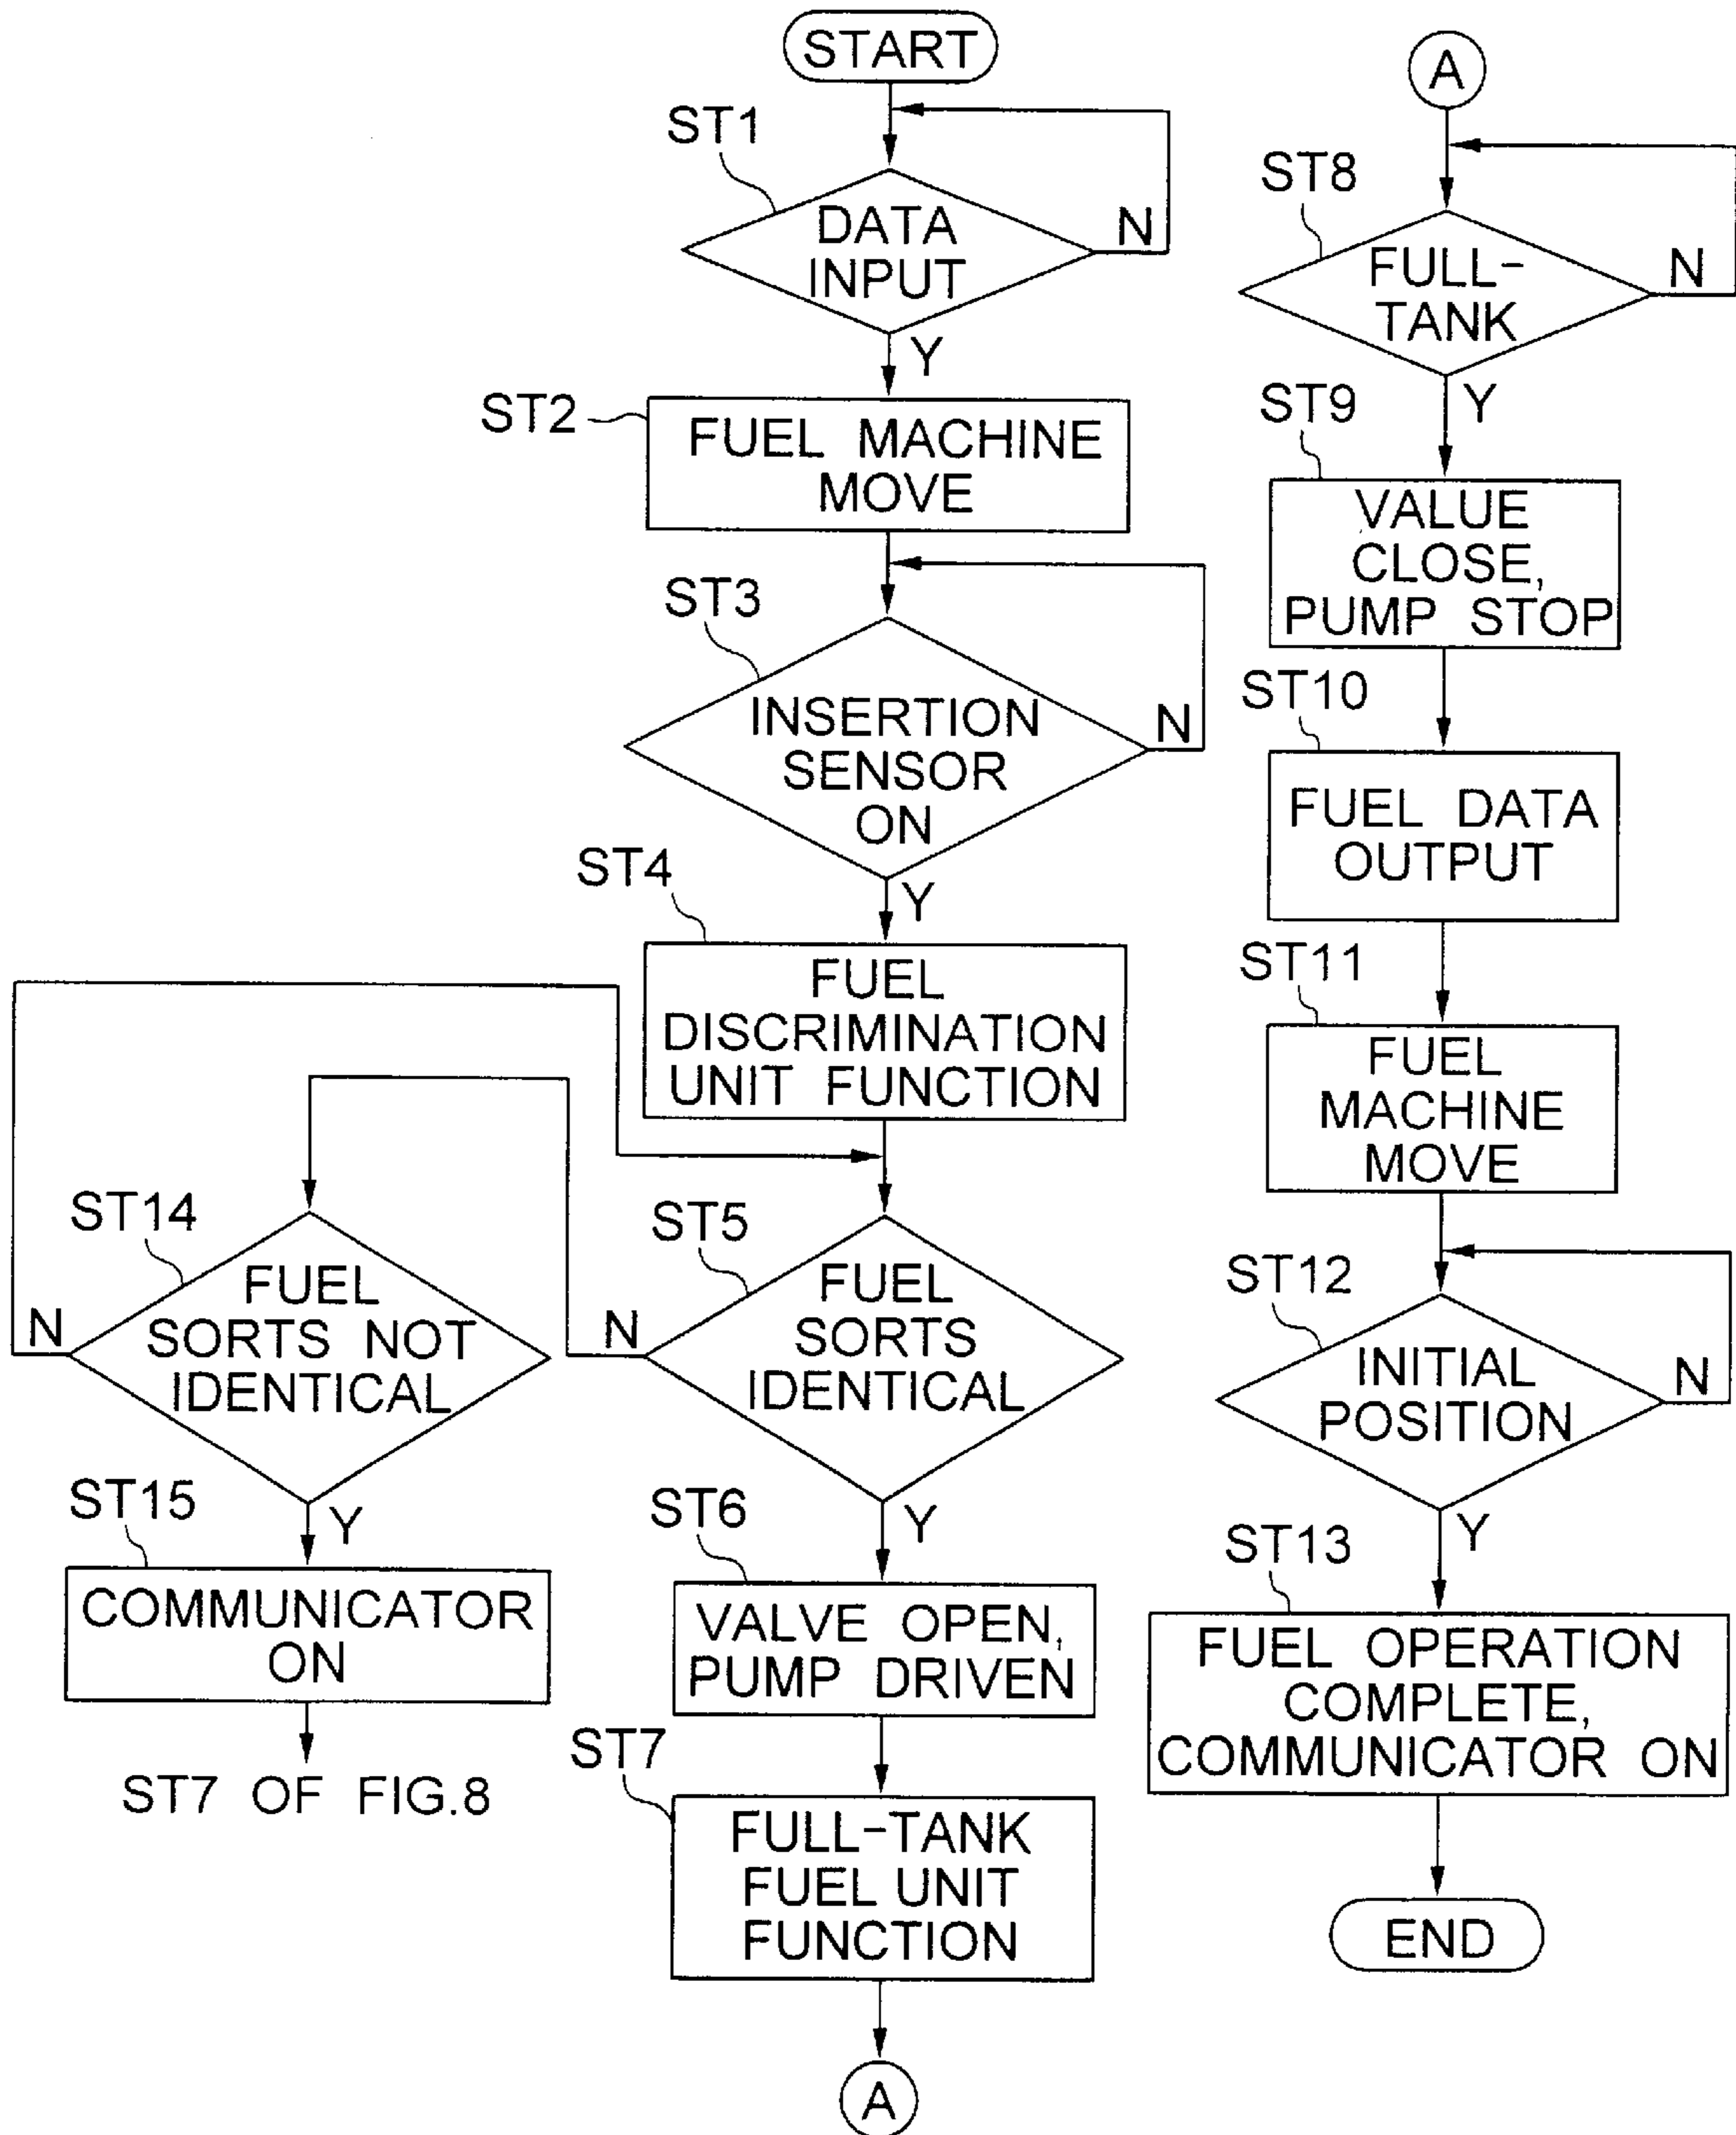 START
ST1
DATA
INPUT
N
Y
ST2
FUEL MACHINE
MOVE
ST3
INSERTION
SENSOR
ON
N
Y
ST4
FUEL
DISCRIMINATION
UNIT FUNCTION
ST14
FUEL
SORTS NOT
IDENTICAL
N
Y
ST15
COMMUNICATOR
ON
ST7 OF FIG.8
ST5
FUEL
SORTS
IDENTICAL
N
Y
ST6
VALVE OPEN,
PUMP DRIVEN
ST7
FULL-TANK
FUEL UNIT
FUNCTION
A
A
ST8
FULL-
TANK
N
Y
ST9
VALUE
CLOSE,
PUMP STOP
ST10
FUEL DATA
OUTPUT
ST11
FUEL
MACHINE
MOVE
ST12
INITIAL
POSITION
N
Y
ST13
FUEL OPERATION
COMPLETE,
COMMUNICATOR ON
END